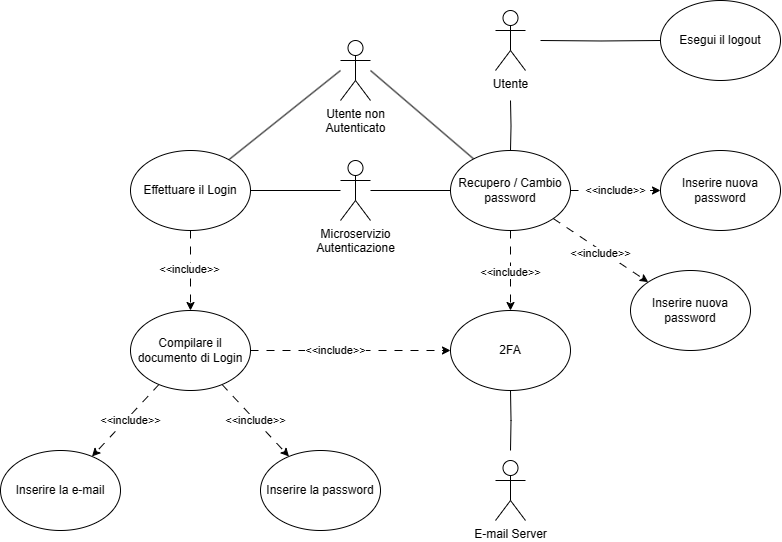 Esegui il logout
Utente
Utente non
Autenticato
Effettuare il Login
Recupero / Cambio
password
<<include>>
Inserire nuova
password
Microservizio
Autenticazione
<<include>>
<<include>>
<<include>>
Inserire nuova
password
Compilare il
documento di Login
<<include>>
2FA
<<include>>
<<include>>
Inserire la e-mail
Inserire la password
E-mail Server